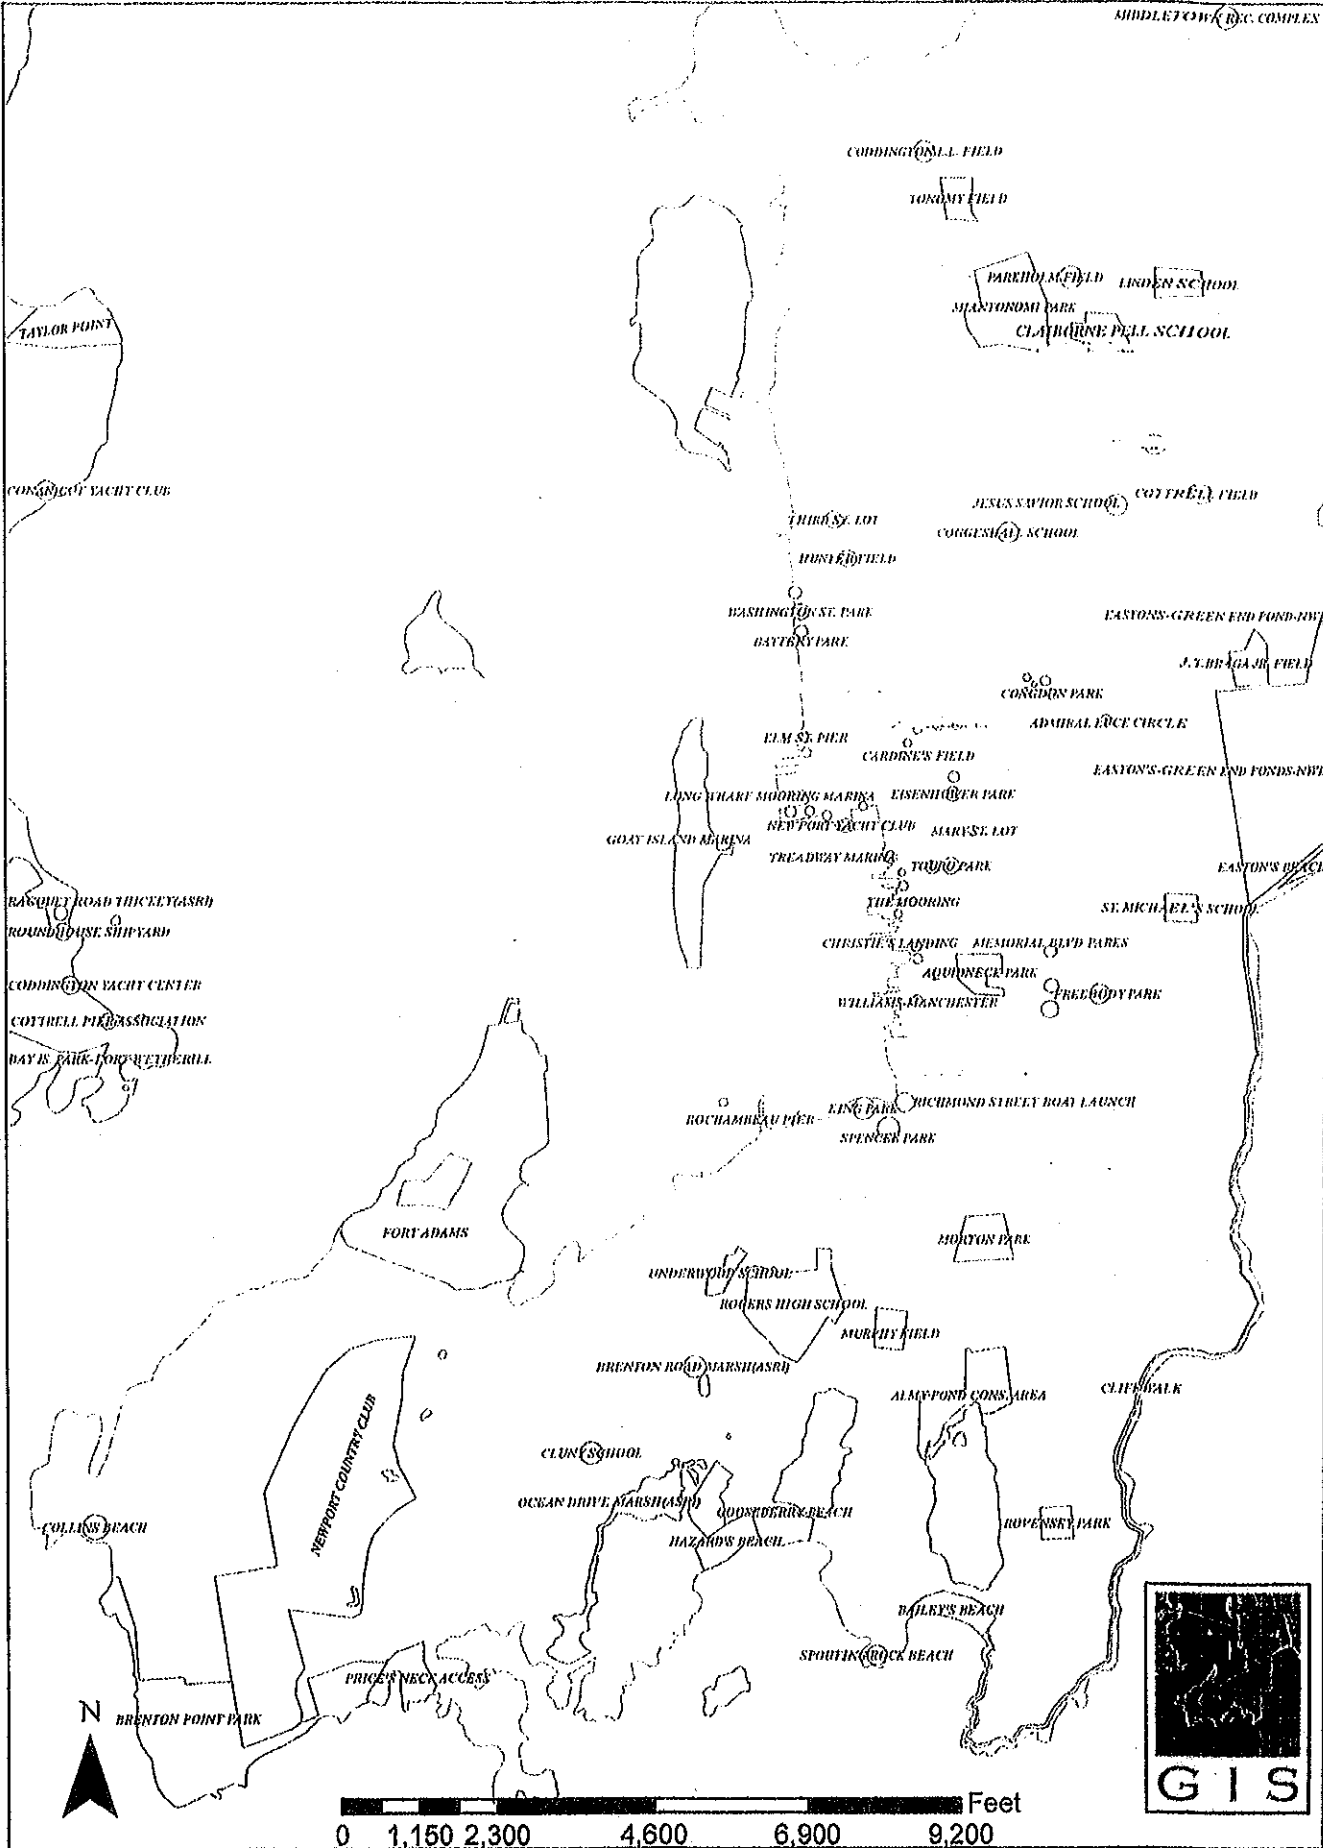 MIDDLETOWN REC. COMPLEX
CODDINGTON L.L. FIELD
TONOMY FIELD
PARKHOLM FIELD
LINDEN SCHOOL
MIANTONOMI PARK
TAYLOR POINT
CLAIBORNE PELL SCHOOL
CONANICOT YACHT CLUB
COTTRELL FIELD
JESUS SAVIOR SCHOOL
THIRD ST. LOT
COGGESHALL SCHOOL
HUNTER FIELD
WASHINGTON ST. PARK
EASTONS-GREEN END POND-NWD
BATTERY PARK
J.T. BRAGA JR. FIELD
CONGDON PARK
ADMIRAL LUCE CIRCLE
ELM ST. PIER
CARDINE'S FIELD
EASTON'S-GREEN END PONDS-NWD
LONG WHARF MOORING MARINA
EISENHOWER PARK
NEWPORT YACHT CLUB
MARY ST. LOT
GOAT ISLAND MARINA
TREADWAY MARINA
TOURO PARK
EASTON'S BEACH
RACQUET ROAD THICKET(ASRI)
THE MOORING
ST. MICHAEL'S SCHOOL
ROUNDHOUSE SHIPYARD
CHRISTIE'S LANDING
MEMORIAL BLVD PARKS
AQUIDNECK PARK
CODDINGTON YACHT CENTER
WILLIAMS-MANCHESTER
FREEBODY PARK
COTTRELL PIER ASSOCIATION
BAY IS. PARK-FORT WETHERILL
ROCHAMBEAU PIER
KING PARK
RICHMOND STREET BOAT LAUNCH
SPENCER PARK
FORT ADAMS
MORTON PARK
UNDERWOOD SCHOOL
ROGERS HIGH SCHOOL
MURPHY FIELD
BRENTON ROAD MARSH(ASRI)
ALMY POND CONS. AREA
CLIFF WALK
NEWPORT COUNTRY CLUB
CLUNY SCHOOL
OCEAN DRIVE MARSH(ASRI)
GOOSEBERRY BEACH
COLLINS BEACH
HAZARD'S BEACH
ROVENSKY PARK
BAILEY'S BEACH
SPOUTING ROCK BEACH
PRICE'S NECK ACCESS
N
BRENTON POINT PARK
G I S
Feet
0 1,150 2,300 4,600 6,900 9,200